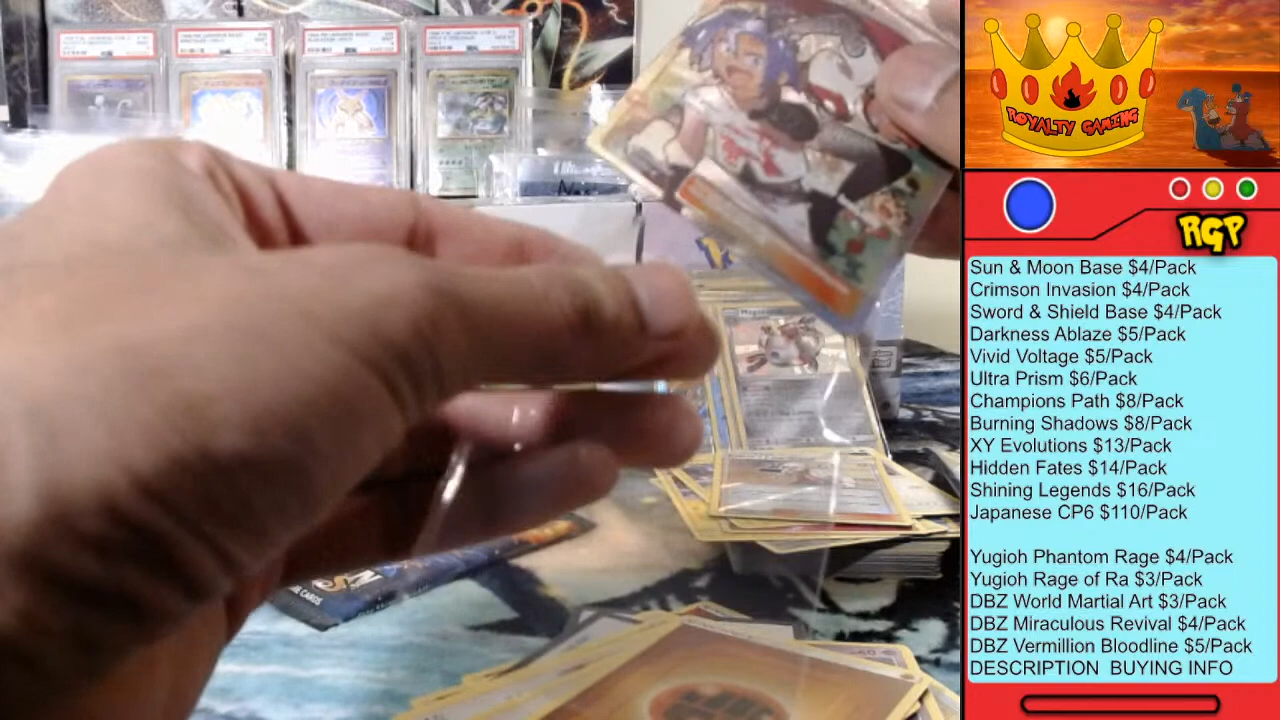 ROYALTY GAMING
RGP
Sun & Moon Base $4/Pack
Crimson Invasion $4/Pack
Sword & Shield Base $4/Pack
Darkness Ablaze $5/Pack
Vivid Voltage $5/Pack
Ultra Prism $6/Pack
Champions Path $8/Pack
Burning Shadows $8/Pack
XY Evolutions $13/Pack
Hidden Fates $14/Pack
Shining Legends $16/Pack
Japanese CP6 $110/Pack
Yugioh Phantom Rage $4/Pack
Yugioh Rage of Ra $3/Pack
DBZ World Martial Art $3/Pack
DBZ Miraculous Revival $4/Pack
DBZ Vermillion Bloodline $5/Pack
DESCRIPTION BUYING INFO